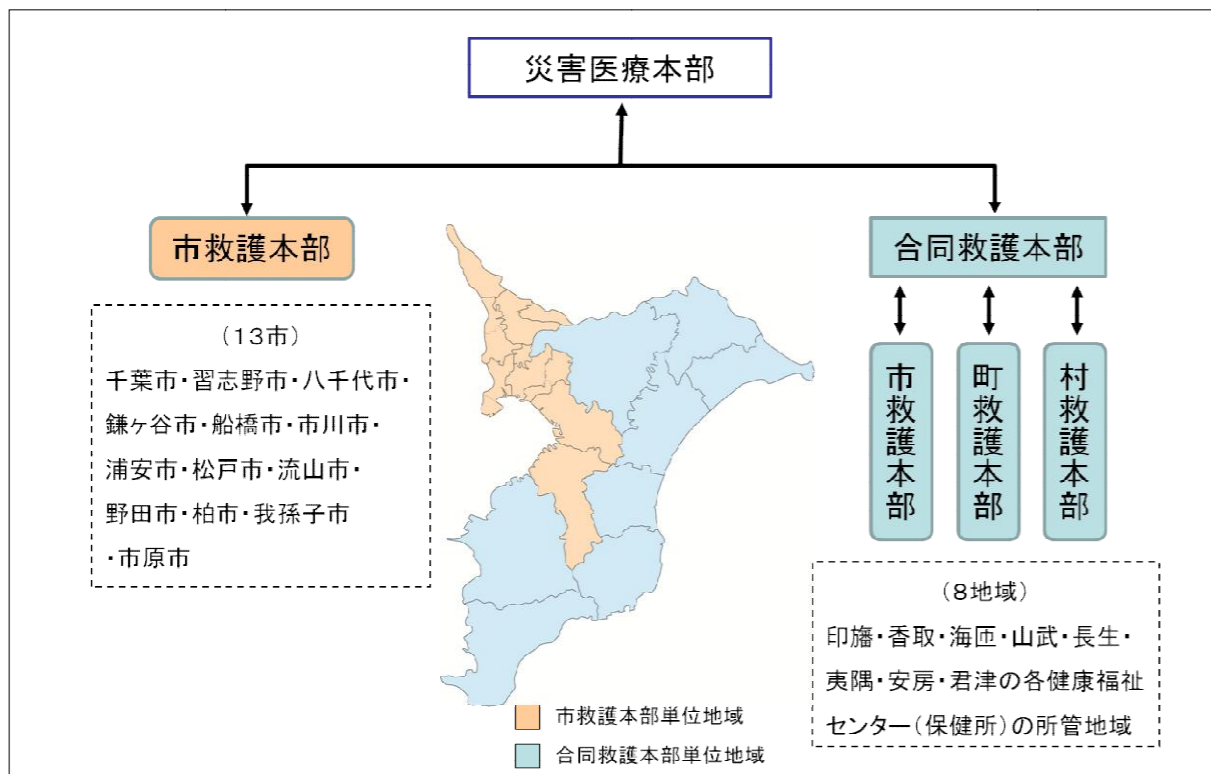 災害医療本部
市救護本部
(13市)
千葉市・習志野市・八千代市・
鎌ヶ谷市・船橋市・市川市・
浦安市・松戸市・流山市・
野田市・柏市・我孫子市
・市原市
合同救護本部
市救護本部
町救護本部
村救護本部
(8地域)
印旛・香取・海匝・山武・長生・
夷隅・安房・君津の各健康福祉
センター(保健所)の所管地域
市救護本部単位地域
合同救護本部単位地域